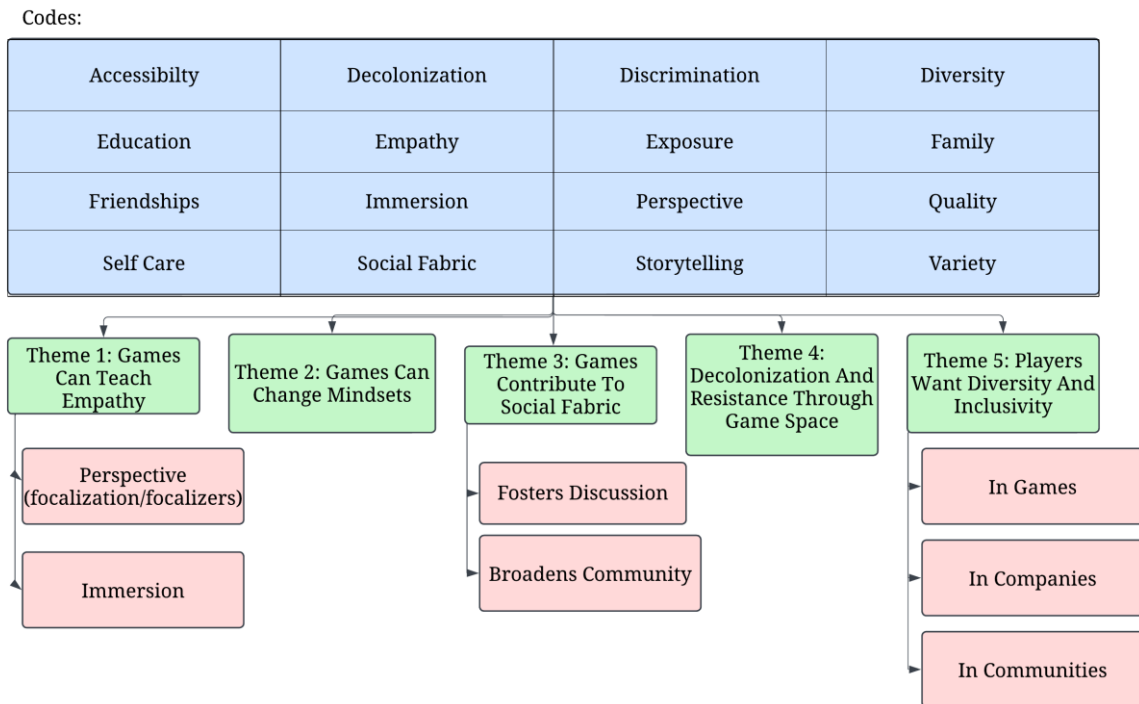 Codes:
Accessibilty
Decolonization
Discrimination
Diversity
Education
Empathy
Exposure
Family
Friendships
Immersion
Perspective
Quality
Self Care
Social Fabric
Storytelling
Variety
Theme 1: Games
Can Teach
Empathy
Theme 2: Games Can
Change Mindsets
Theme 3: Games
Contribute To
Social Fabric
Theme 4:
Decolonization And
Resistance Through
Game Space
Theme 5: Players
Want Diversity And
Inclusivity
Perspective
(focalization/focalizers)
Immersion
Fosters Discussion
Broadens Community
In Games
In Companies
In Communities